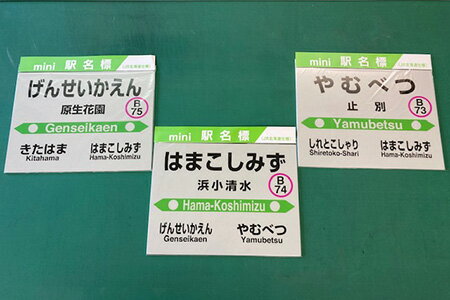 mini 駅名標
げんせいかえん
原生花園
B
75
Genseikaen
きたはま はまこしみず
Kitahama Hama-Koshimizu
mini 駅名標
はまこしみず
浜小清水
B
74
Hama-Koshimizu
げんせいかえん やむべつ
Genseikaen Yamubetsu
mini 駅名標
やむべつ
止別
B
73
Yamubetsu
しれとこしゃり はまこしみず
Shiretoko-Shari Hama-Koshimizu